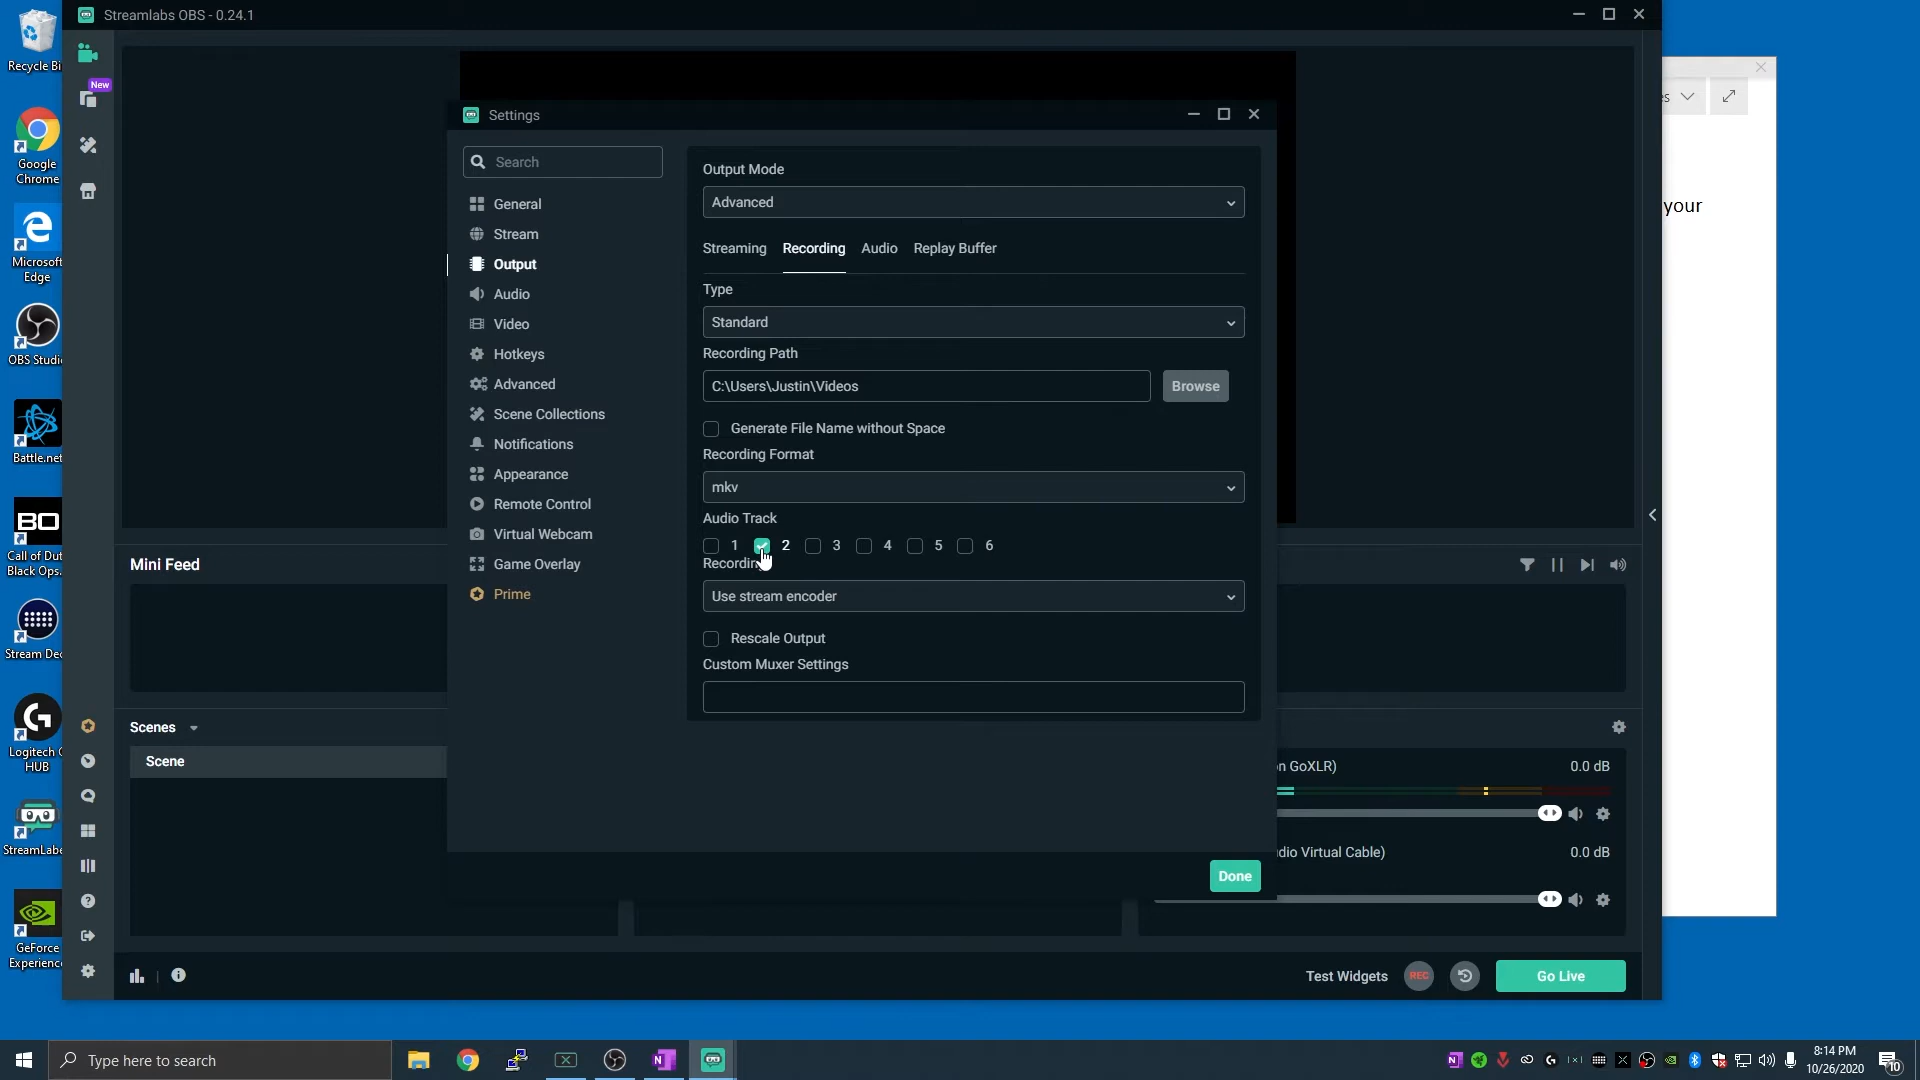 Streamlabs OBS - 0.24.1
Recycle Bi
New
Google
Chrome
Microsoft
Edge
OBS Studio
Battle.net
BO
Call of Dut
Black Ops.
Stream Dec
Logitech G
HUB
StreamLabe
GeForce
Experience
Settings
Search
General
Stream
Output
Audio
Video
Hotkeys
Advanced
Scene Collections
Notifications
Appearance
Remote Control
Virtual Webcam
Game Overlay
Prime
Output Mode
Advanced
Streaming Recording Audio Replay Buffer
Type
Standard
Recording Path
C:\Users\Justin\Videos
Browse
Generate File Name without Space
Recording Format
mkv
Audio Track
1 2 3 4 5 6
Recording
Use stream encoder
Rescale Output
Custom Muxer Settings
Done
es
your
Mini Feed
Scenes
Scene
n GoXLR) 0.0 dB
dio Virtual Cable) 0.0 dB
Test Widgets REC Go Live
Type here to search
8:14 PM
10/26/2020
10